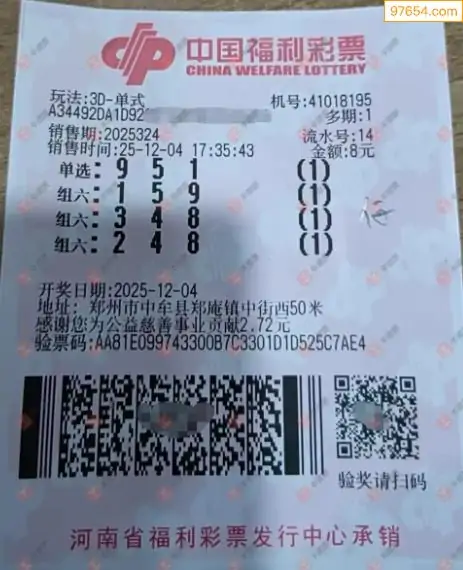 97654.com
中国福利彩票
CHINA WELFARE LOTTERY
玩法:3D-单式 机号:41018195
A34492DA1D92 多期:1
销售期:2025324 流水号:14
销售时间:25-12-04 17:35:43 金额:8元
单选: 9 5 1 (1)
组六: 1 5 9 (1)
组六: 3 4 8 (1)
组六: 2 4 8 (1)
开奖日期:2025-12-04
地址: 郑州市中牟县郑庵镇中街西50米
感谢您为公益慈善事业贡献2.72元
验票码:AA81E099743300B7C3301D1D525C7AE4
验奖请扫码
河南省福利彩票发行中心承销